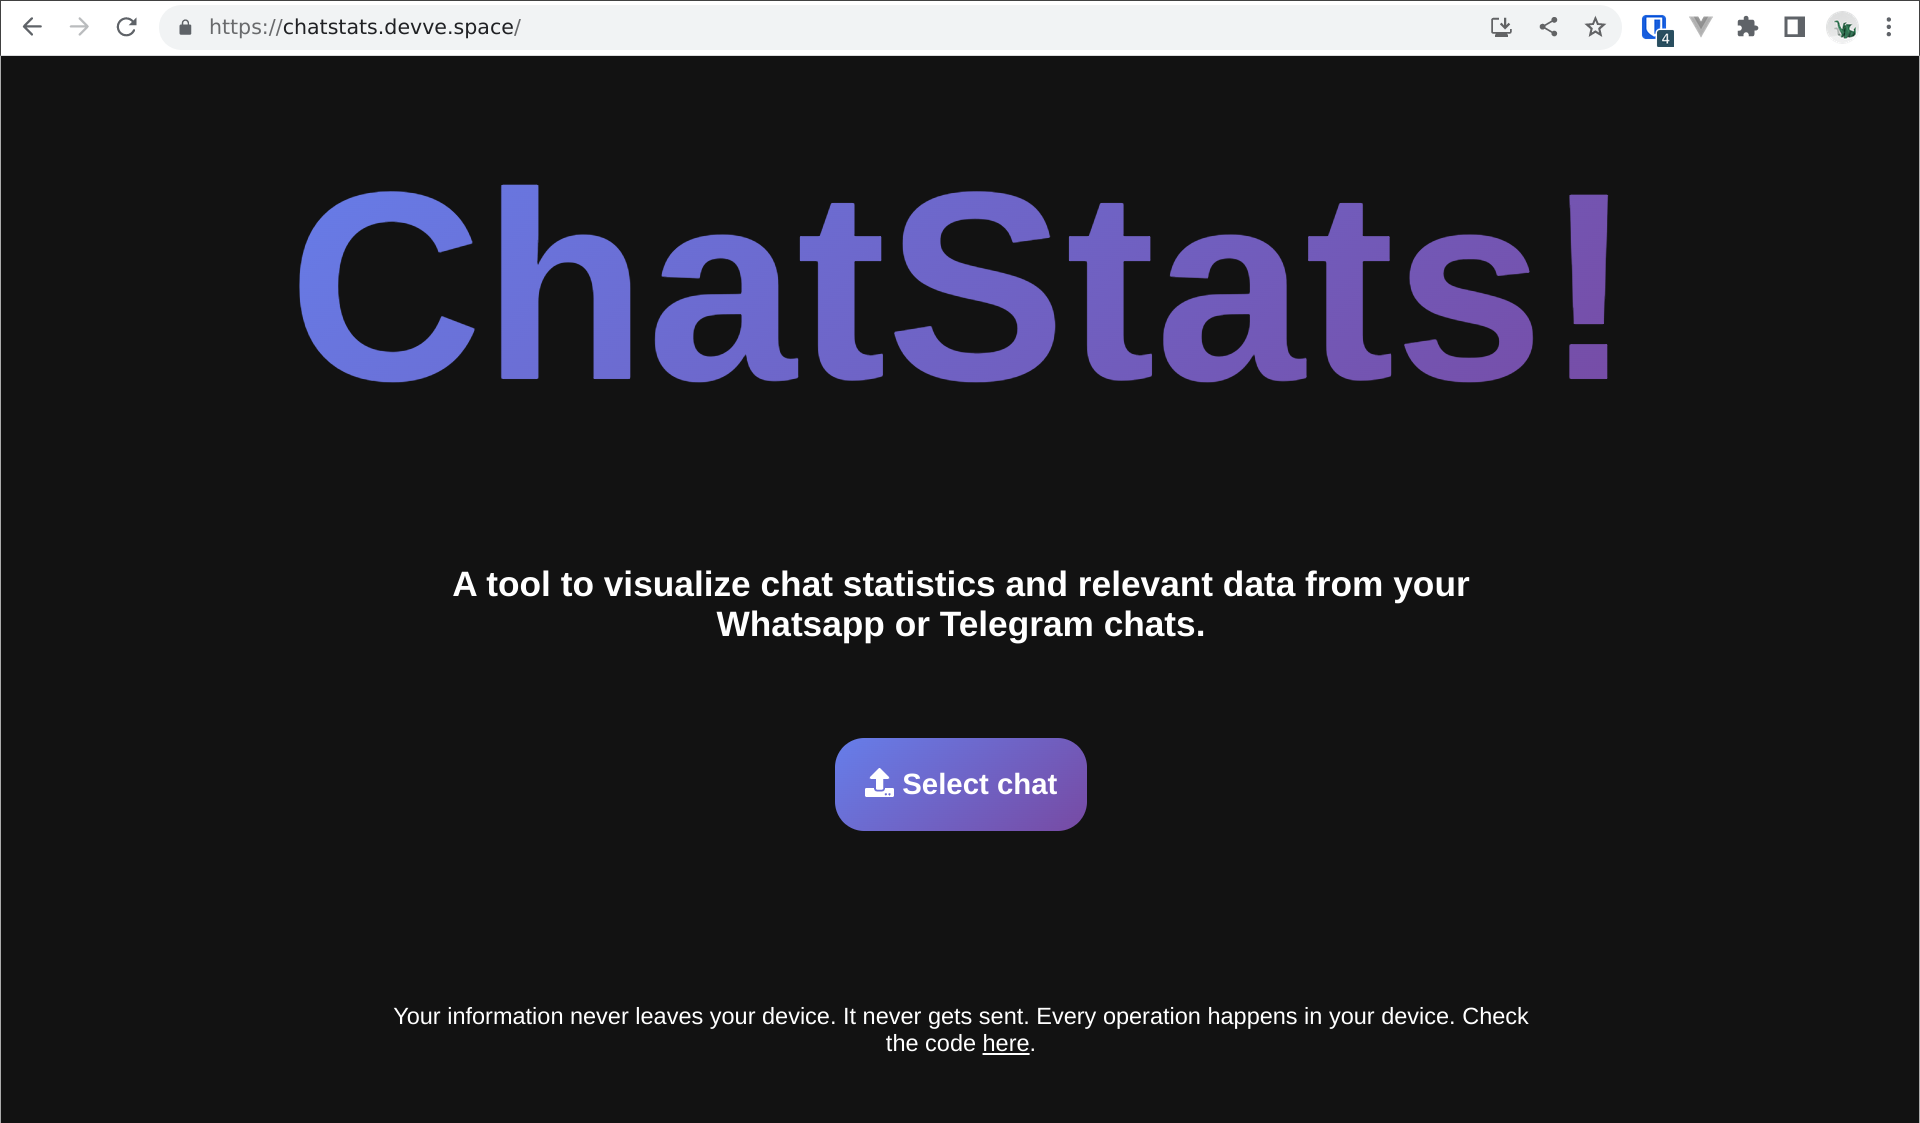 https://chatstats.devve.space/
4
ChatStats!
A tool to visualize chat statistics and relevant data from your
Whatsapp or Telegram chats.
Select chat
Your information never leaves your device. It never gets sent. Every operation happens in your device. Check
the code here.